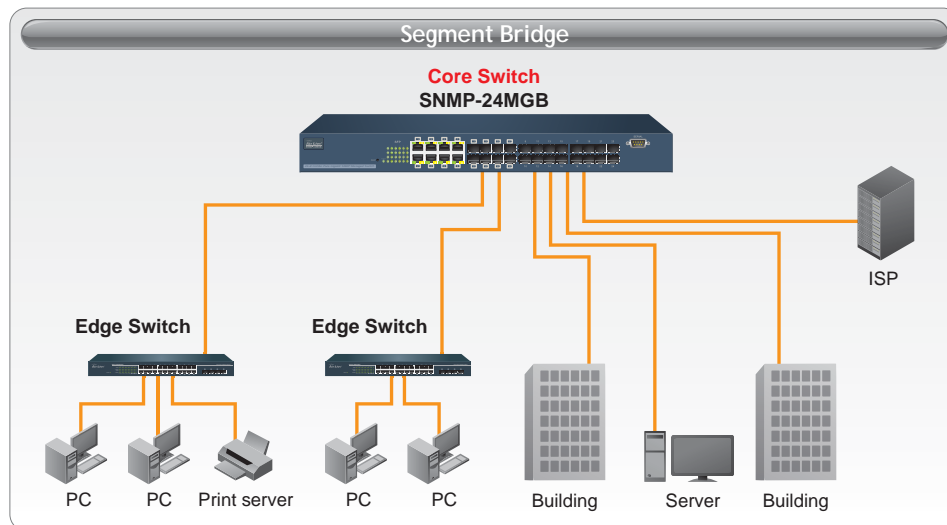 Segment Bridge
Core Switch
SNMP-24MGB
ISP
Edge Switch
Edge Switch
PC
PC
Print server
PC
PC
Building
Server
Building